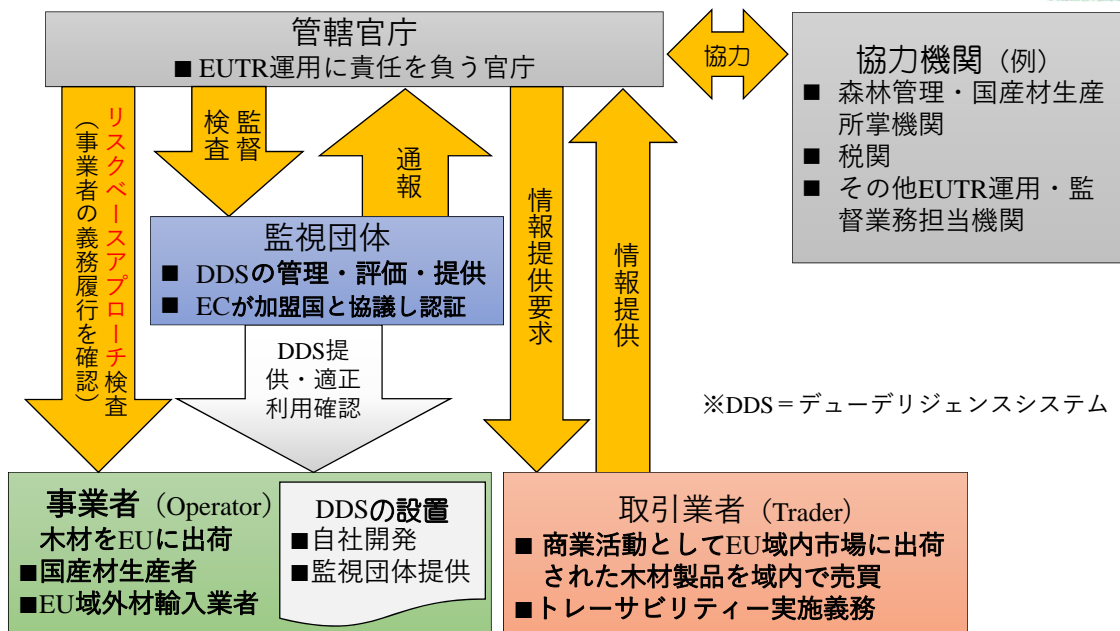 管轄官庁
■ EUTR運用に責任を負う官庁
協力
協力機関（例）
■ 森林管理・国産材生産
所掌機関
■ 税関
■ その他EUTR運用・監
督業務担当機関
リスクベースアプローチ検査
（事業者の義務履行を確認）
監督
検査
通報
情報提供要求
情報提供
監視団体
■ DDSの管理・評価・提供
■ ECが加盟国と協議し認証
DDS提
供・適正
利用確認
※DDS＝デューデリジェンスシステム
事業者（Operator）
木材をEUに出荷
■国産材生産者
■EU域外材輸入業者
DDSの設置
■自社開発
■監視団体提供
取引業者（Trader）
■ 商業活動としてEU域内市場に出荷
された木材製品を域内で売買
■トレーサビリティー実施義務